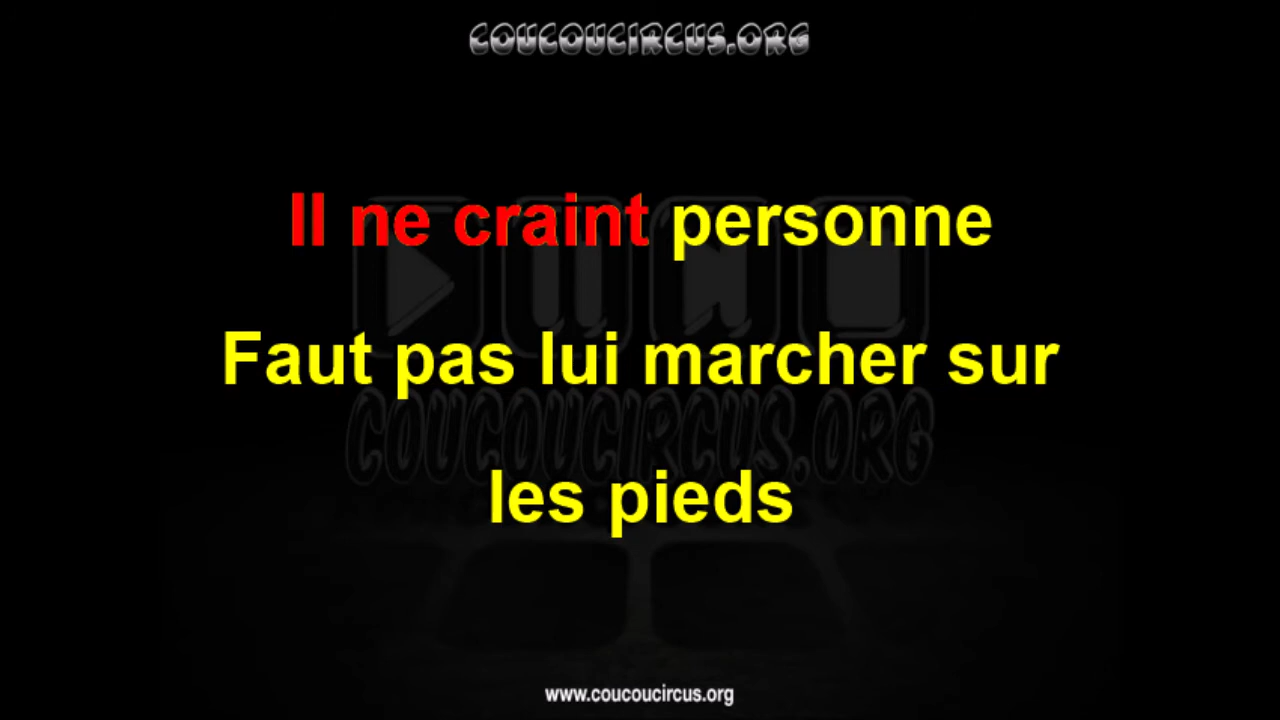 COUCOUCIRCUS.ORG
Il ne craint personne
Faut pas lui marcher sur
COUCOUCIRCUS.ORG
les pieds
www.coucoucircus.org